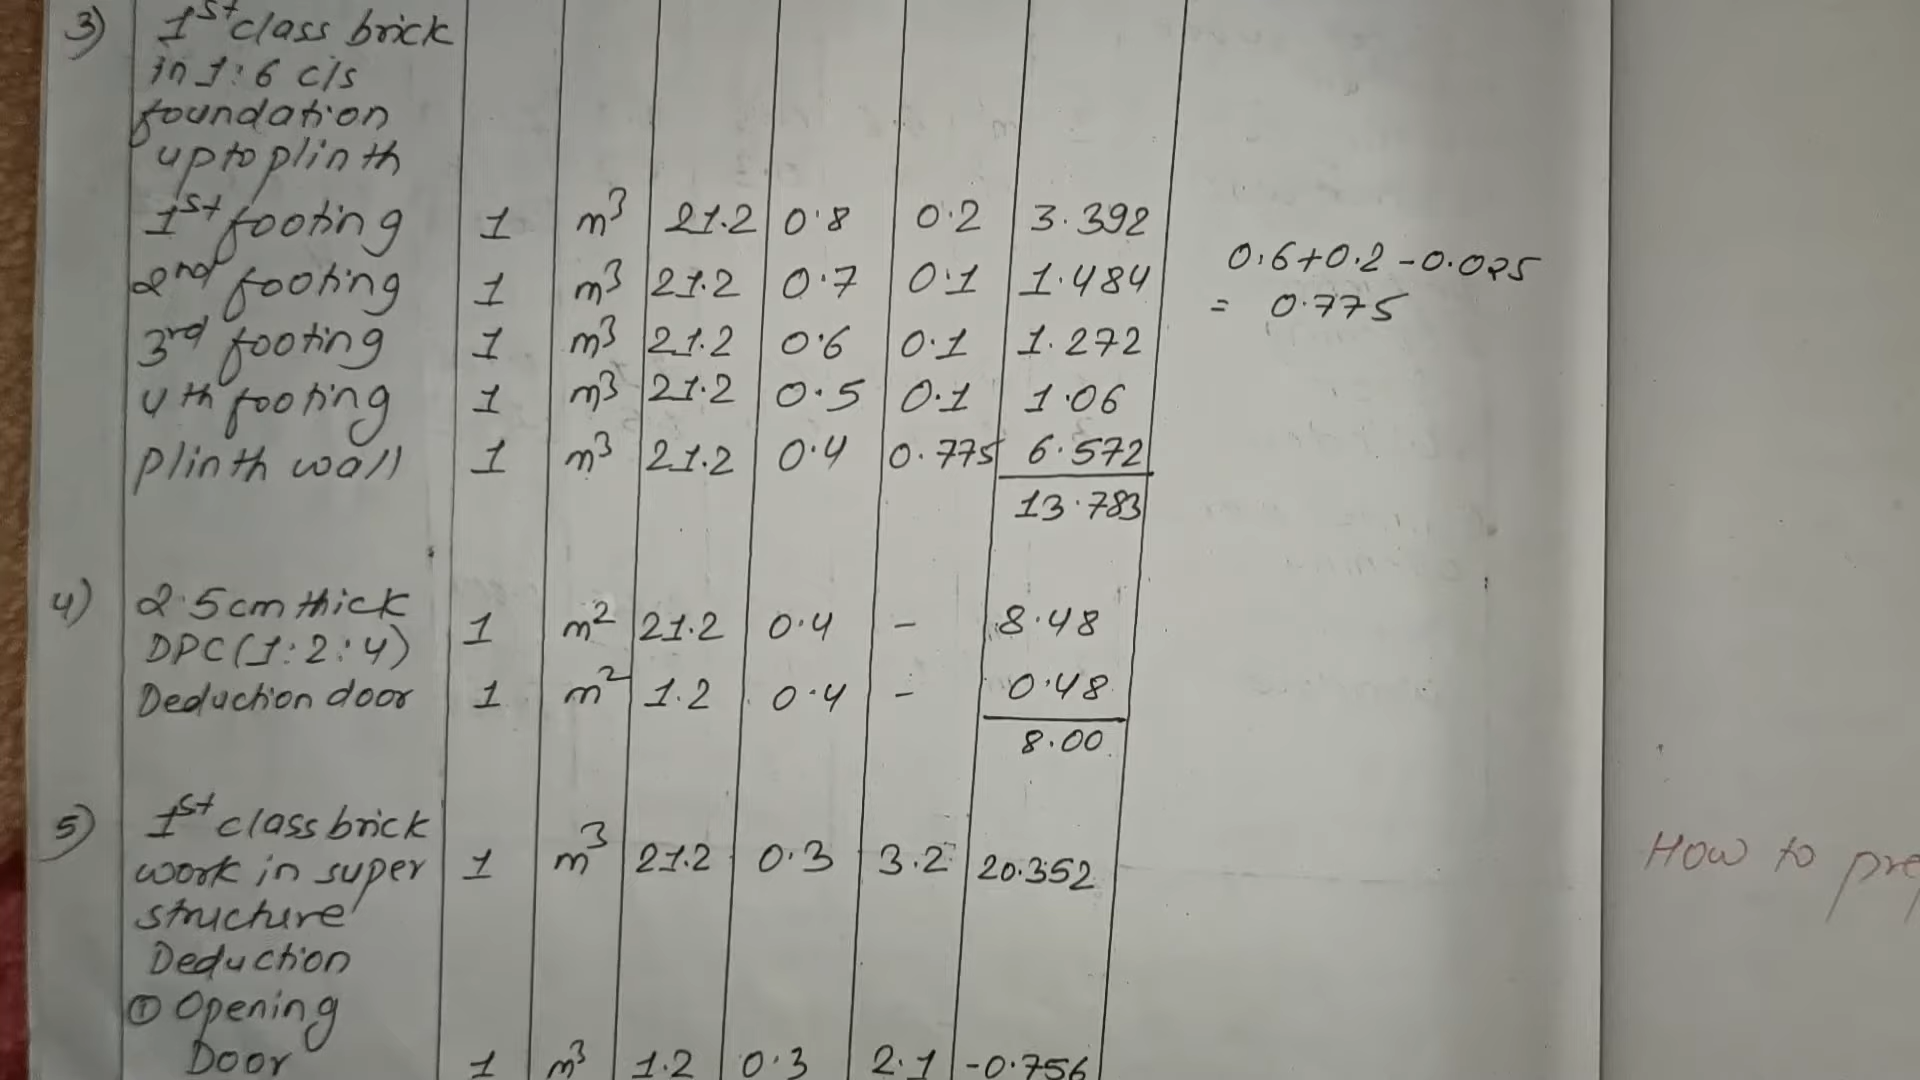 3) 1st class brick
in 1:6 c/s
foundation
upto plinth
1st footing 1 m3 21.2 0.8 0.2 3.392
2nd footing 1 m3 21.2 0.7 0.1 1.484
3rd footing 1 m3 21.2 0.6 0.1 1.272
4th footing 1 m3 21.2 0.5 0.1 1.06
plinth wall 1 m3 21.2 0.4 0.775 6.572
13.783
0.6+0.2-0.025
= 0.775
4) 2.5cm thick
DPC(1:2:4) 1 m2 21.2 0.4 - 8.48
Deduction door 1 m2 1.2 0.4 - 0.48
8.00
5) 1st class brick
work in super 1 m3 21.2 0.3 3.2 20.352
structure
Deduction
① Opening
Door 1 m3 1.2 0.3 2.1 -0.756
How to pre